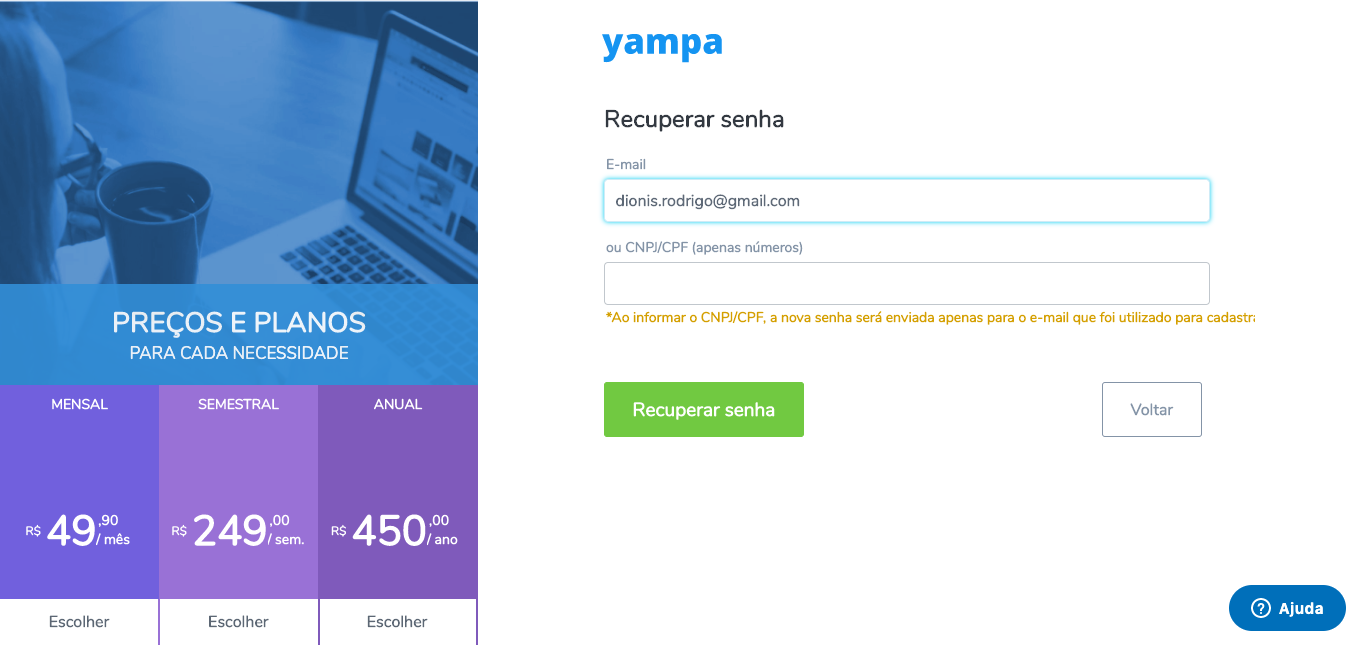 yampa
Recuperar senha
E-mail
dionis.rodrigo@gmail.com
ou CNPJ/CPF (apenas números)
*Ao informar o CNPJ/CPF, a nova senha será enviada apenas para o e-mail que foi utilizado para cadastra
Recuperar senha
Voltar
PREÇOS E PLANOS
PARA CADA NECESSIDADE
MENSAL
R$ 49,90 / mês
Escolher
SEMESTRAL
R$ 249,00 / sem.
Escolher
ANUAL
R$ 450,00 / ano
Escolher
Ajuda